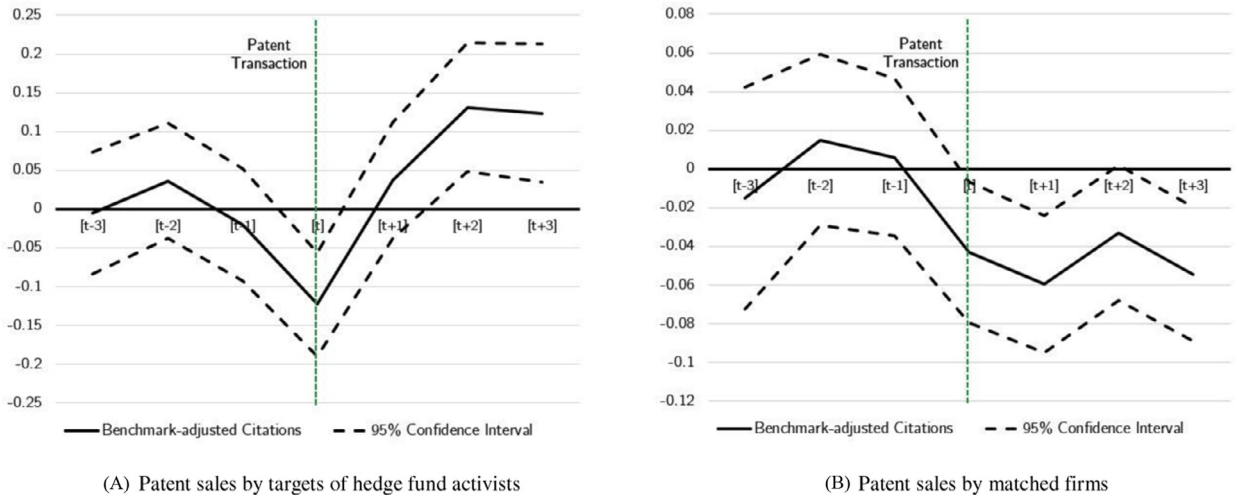 0.25
0.2
0.15
0.1
0.05
0
-0.05
-0.1
-0.15
-0.2
-0.25
Patent
Transaction
[t-3] [t-2] [t-1] [t] [t+1] [t+2] [t+3]
Benchmark-adjusted Citations 95% Confidence Interval
(A) Patent sales by targets of hedge fund activists
0.08
0.06
0.04
0.02
0
-0.02
-0.04
-0.06
-0.08
-0.1
-0.12
Patent
Transaction
[t-3] [t-2] [t-1] [t] [t+1] [t+2] [t+3]
Benchmark-adjusted Citations 95% Confidence Interval
(B) Patent sales by matched firms